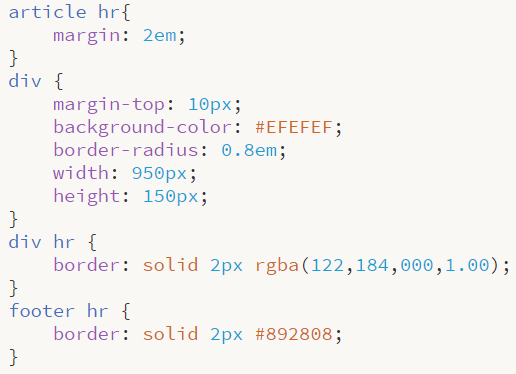 article hr{
    margin: 2em;
}
div {
    margin-top: 10px;
    background-color: #EFEFEF;
    border-radius: 0.8em;
    width: 950px;
    height: 150px;
}
div hr {
    border: solid 2px rgba(122,184,000,1.00);
}
footer hr {
    border: solid 2px #892808;
}